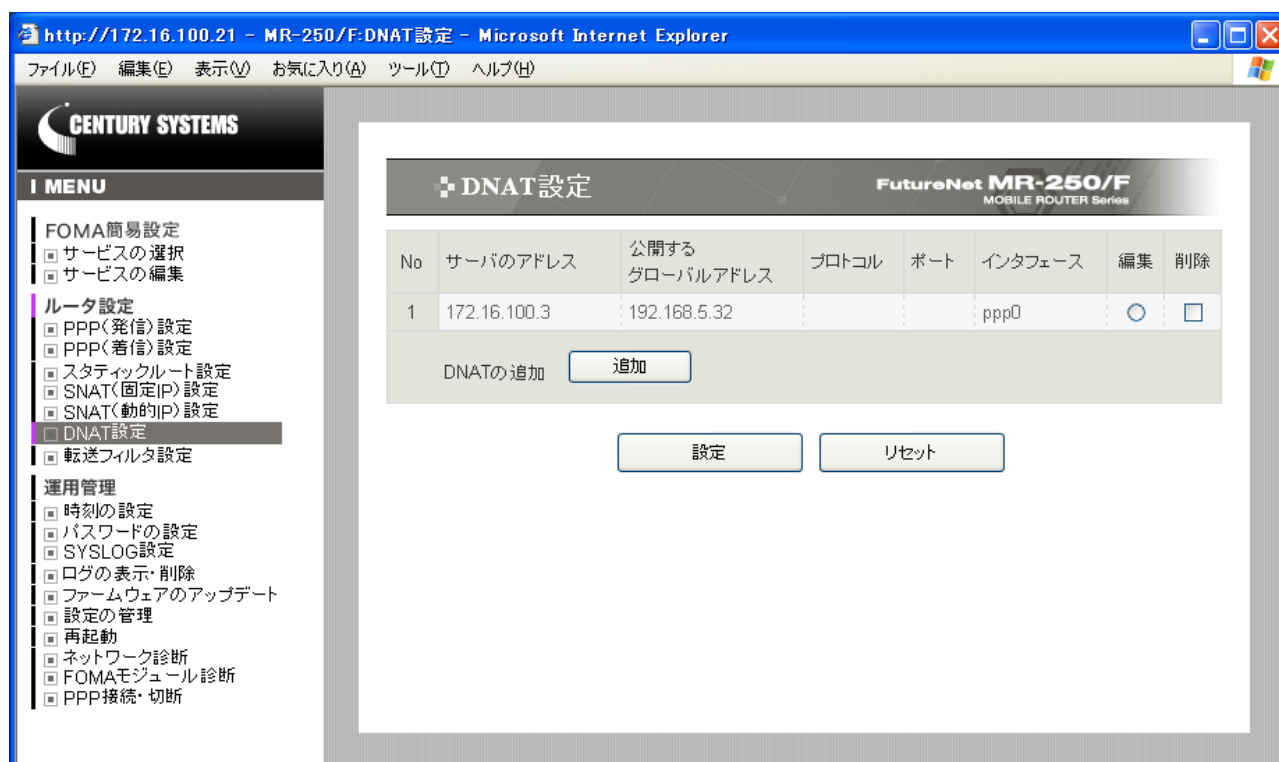 http://172.16.100.21 - MR-250/F:DNAT設定 - Microsoft Internet Explorer
ファイル(F) 編集(E) 表示(V) お気に入り(A) ツール(T) ヘルプ(H)
CENTURY SYSTEMS
MENU
FOMA簡易設定
サービスの選択
サービスの編集
ルータ設定
PPP(発信)設定
PPP(着信)設定
スタティックルート設定
SNAT(固定IP)設定
SNAT(動的IP)設定
DNAT設定
転送フィルタ設定
運用管理
時刻の設定
パスワードの設定
SYSLOG設定
ログの表示・削除
ファームウェアのアップデート
設定の管理
再起動
ネットワーク診断
FOMAモジュール診断
PPP接続・切断
DNAT設定
FutureNet MR-250/F
MOBILE ROUTER Series
No サーバのアドレス 公開する グローバルアドレス プロトコル ポート インタフェース 編集 削除
1 172.16.100.3 192.168.5.32 ppp0
DNATの追加 追加
設定 リセット